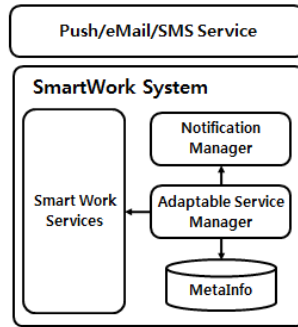 Push/eMail/SMS Service
SmartWork System
Notification
Manager
Smart Work
Services
Adaptable Service
Manager
MetaInfo